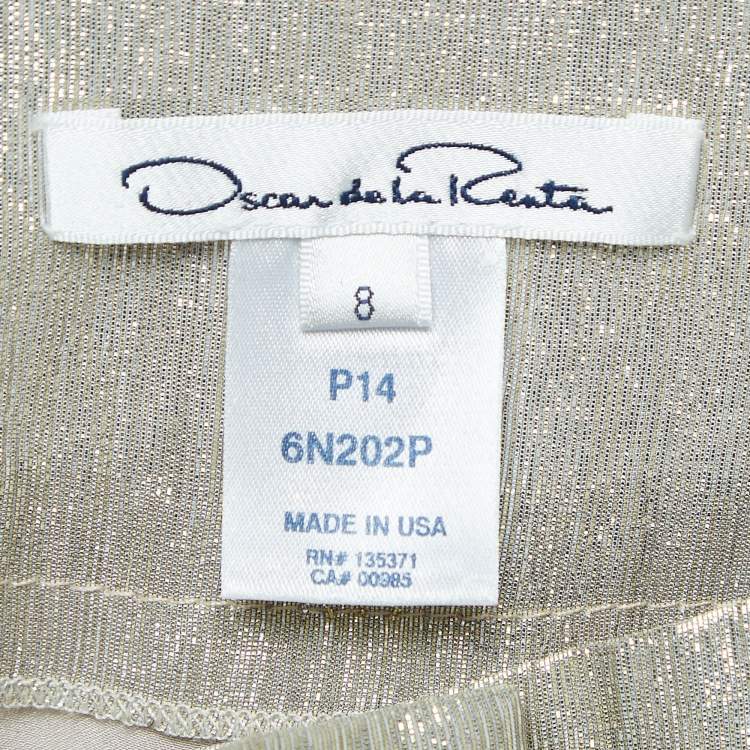 Oscar de la Renta
8
P14
6N202P
MADE IN USA
RN# 135371
CA# 00985